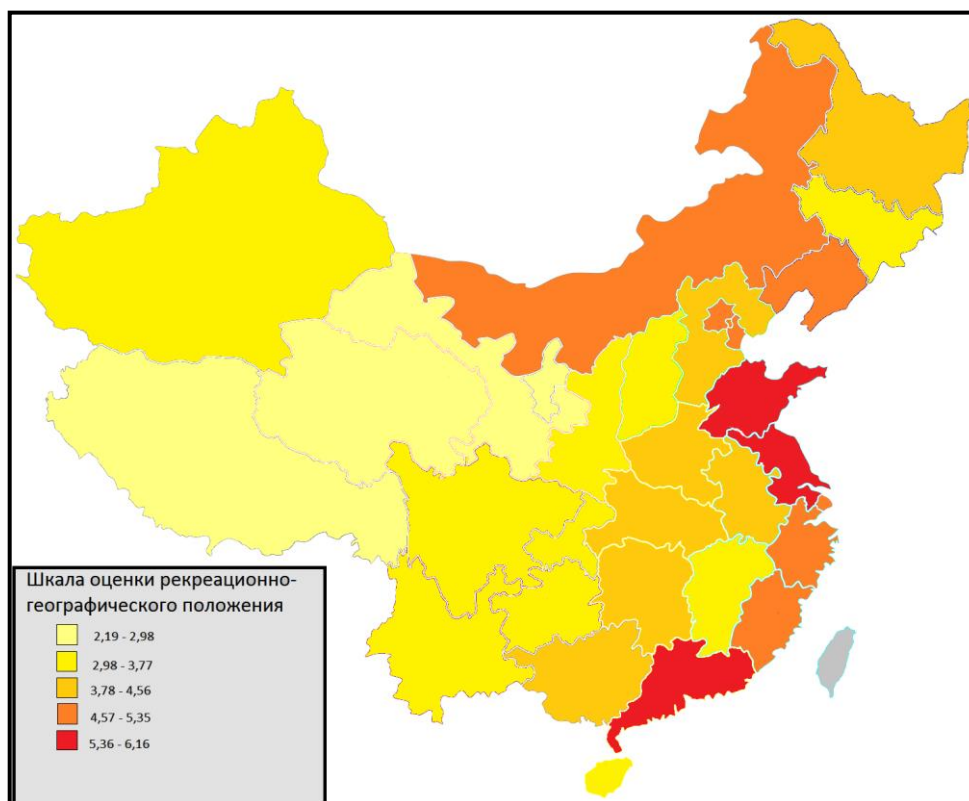 Шкала оценки рекреационно-
географического положения
2,19 - 2,98
2,98 - 3,77
3,78 - 4,56
4,57 - 5,35
5,36 - 6,16